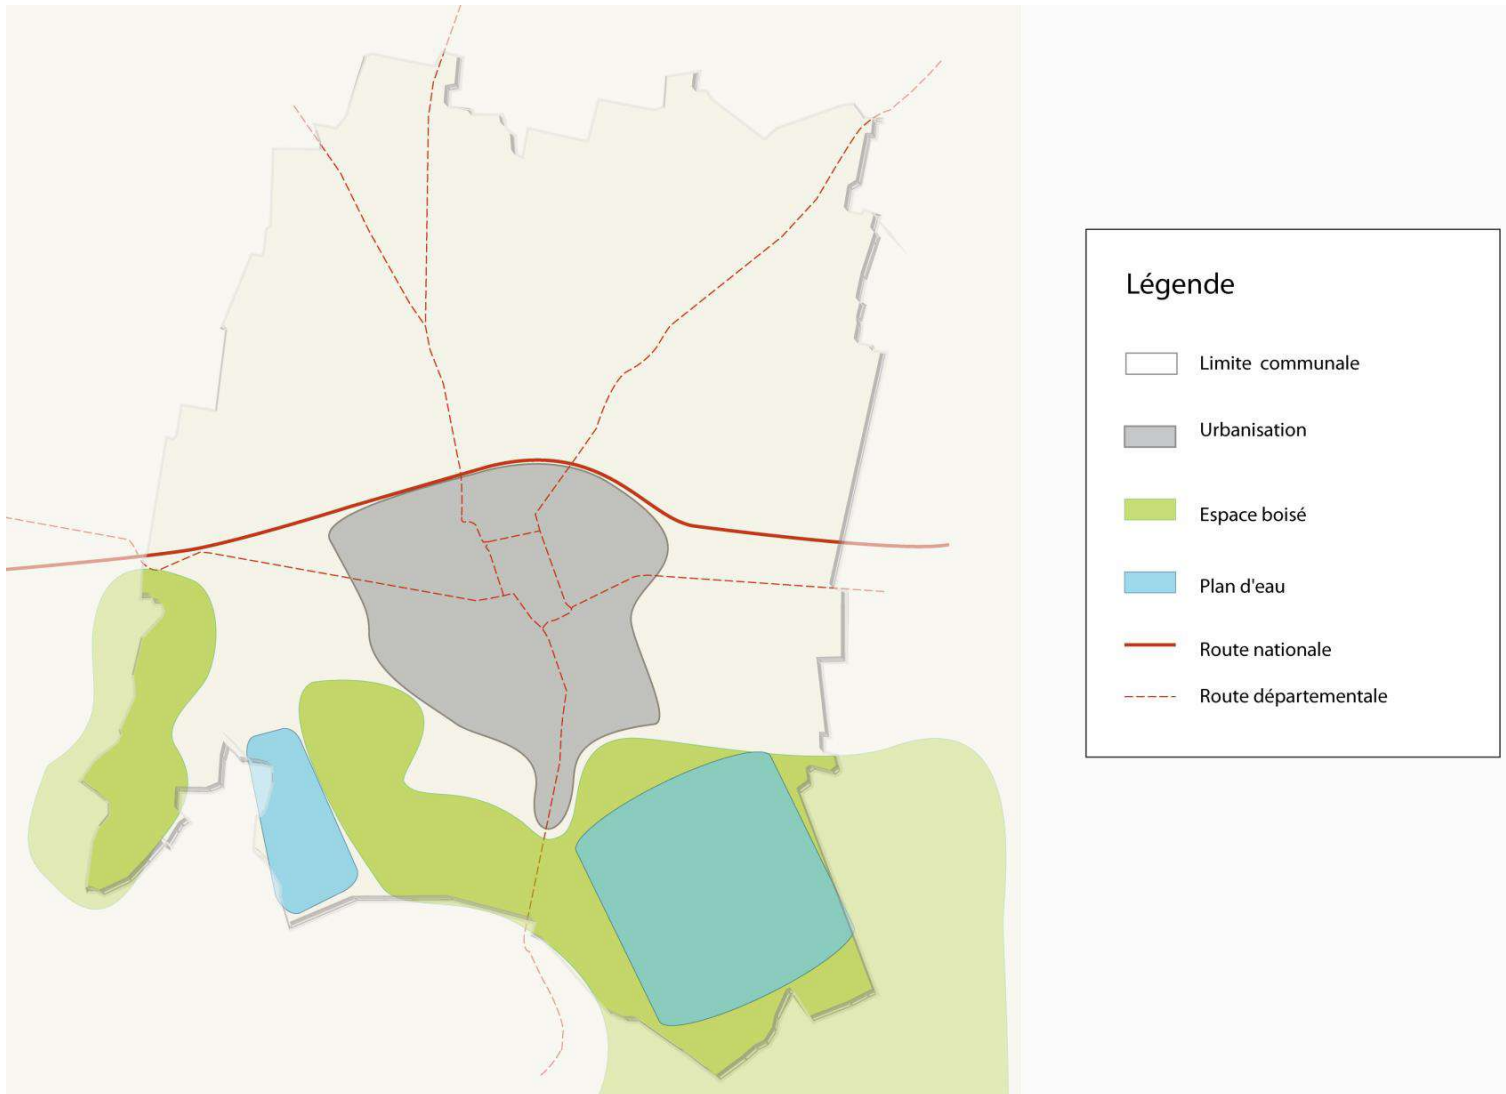 Légende
Limite communale
Urbanisation
Espace boisé
Plan d'eau
Route nationale
Route départementale